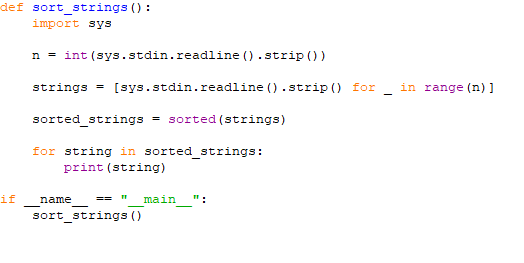 def sort_strings():
    import sys

    n = int(sys.stdin.readline().strip())

    strings = [sys.stdin.readline().strip() for _ in range(n)]

    sorted_strings = sorted(strings)

    for string in sorted_strings:
        print(string)

if __name__ == "__main__":
    sort_strings()